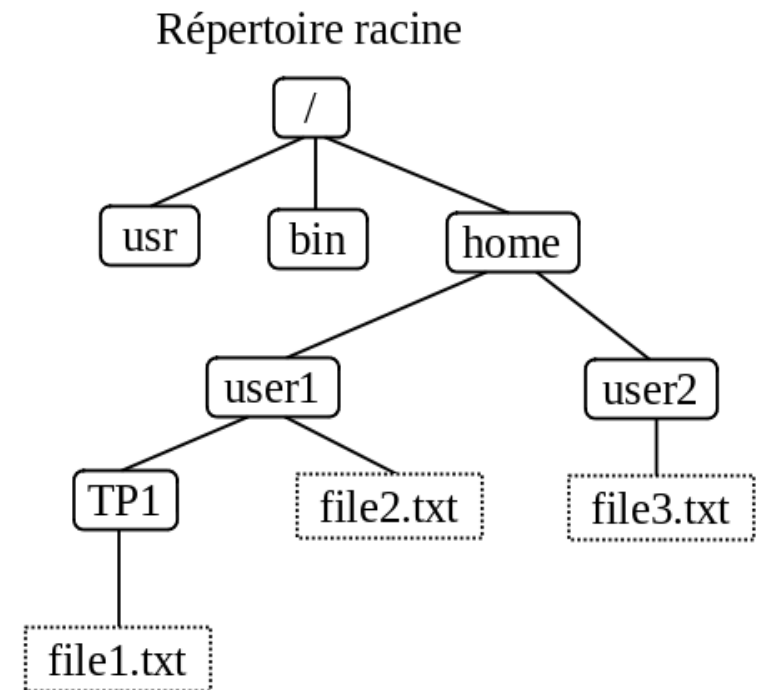 Répertoire racine
/
usr
bin
home
user1
user2
TP1
file2.txt
file3.txt
file1.txt